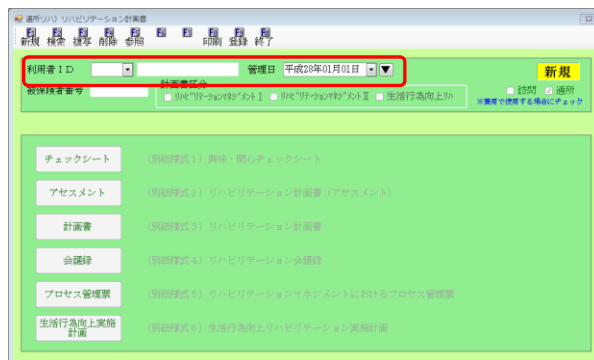 通所リハ) リハビリテーション計画書
F1 F2 F3 F4 F5 F6 F7 F8 F9 F10
新規 検索 複写 削除 参照 印刷 登録 終了
利用者ID 管理日 平成28年01月01日 新規
被保険者番号 計画書区分 訪問 通所
リハビリテーションマネジメントⅠ リハビリテーションマネジメントⅡ 生活行為向上リハ ※兼用で使用する場合にチェック
チェックシート (別紙様式1) 興味・関心チェックシート
アセスメント (別紙様式2) リハビリテーション計画書 (アセスメント)
計画書 (別紙様式3) リハビリテーション計画書
会議録 (別紙様式4) リハビリテーション会議録
プロセス管理票 (別紙様式5) リハビリテーションマネジメントにおけるプロセス管理票
生活行為向上実施計画 (別紙様式6) 生活行為向上リハビリテーション実施計画